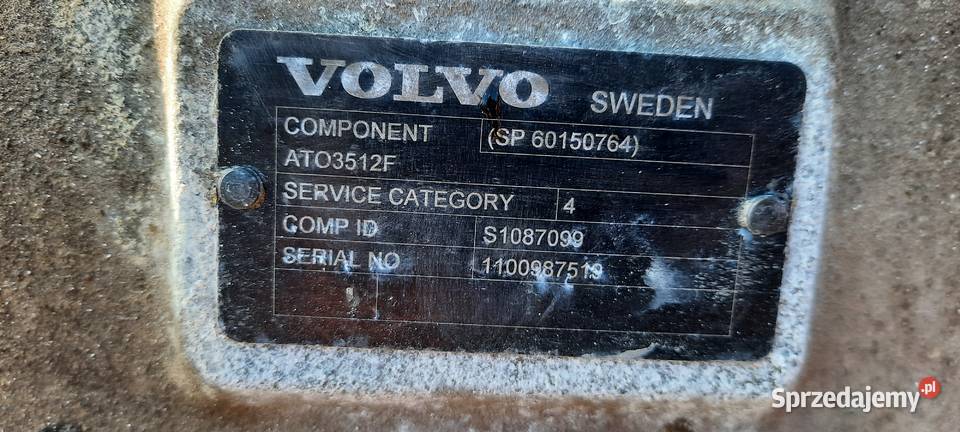 VOLVO SWEDEN
COMPONENT (SP 60150764)
ATO3512F
SERVICE CATEGORY 4
COMP ID S1087099
SERIAL NO 1100987519
Sprzedajemy.pl